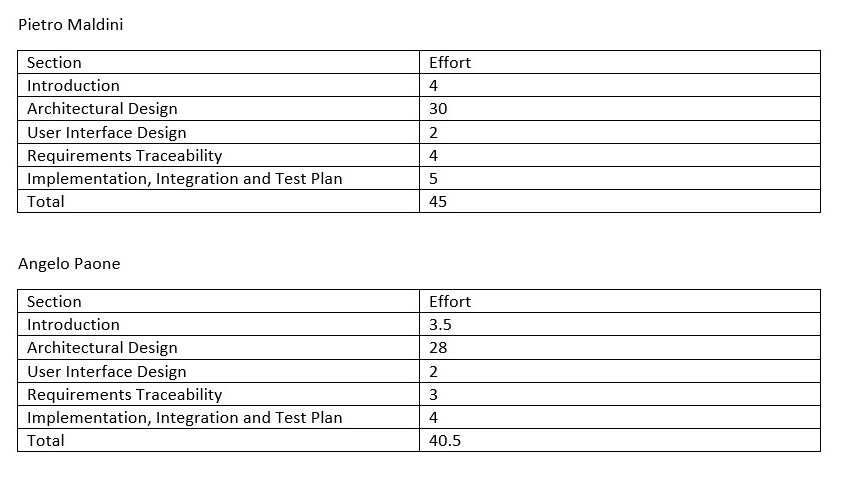 Pietro Maldini
Section Effort
Introduction 4
Architectural Design 30
User Interface Design 2
Requirements Traceability 4
Implementation, Integration and Test Plan 5
Total 45
Angelo Paone
Section Effort
Introduction 3.5
Architectural Design 28
User Interface Design 2
Requirements Traceability 3
Implementation, Integration and Test Plan 4
Total 40.5